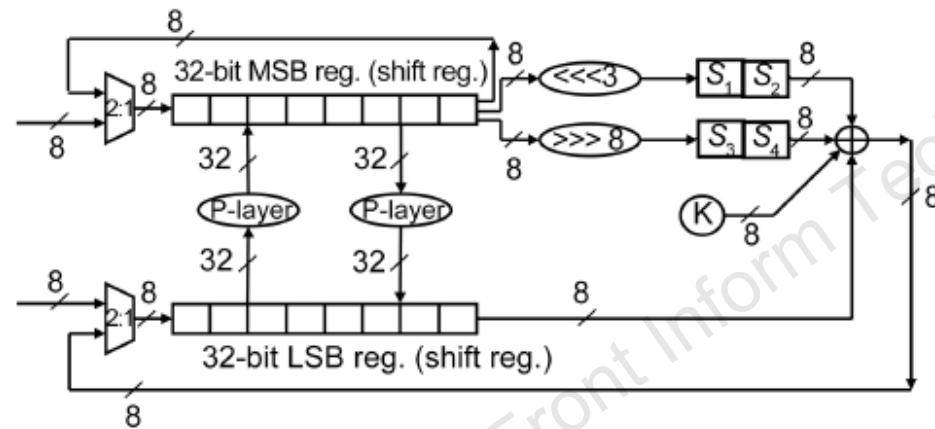 8
32-bit MSB reg. (shift reg.)
8
<<<3
S1 S2
8
2:1
8
8
8
>>> 8
S3 S4
8
32
32
P-layer
P-layer
K
8
8
32
32
8
8
2:1
8
32-bit LSB reg. (shift reg.)
8
Front Inform Tec